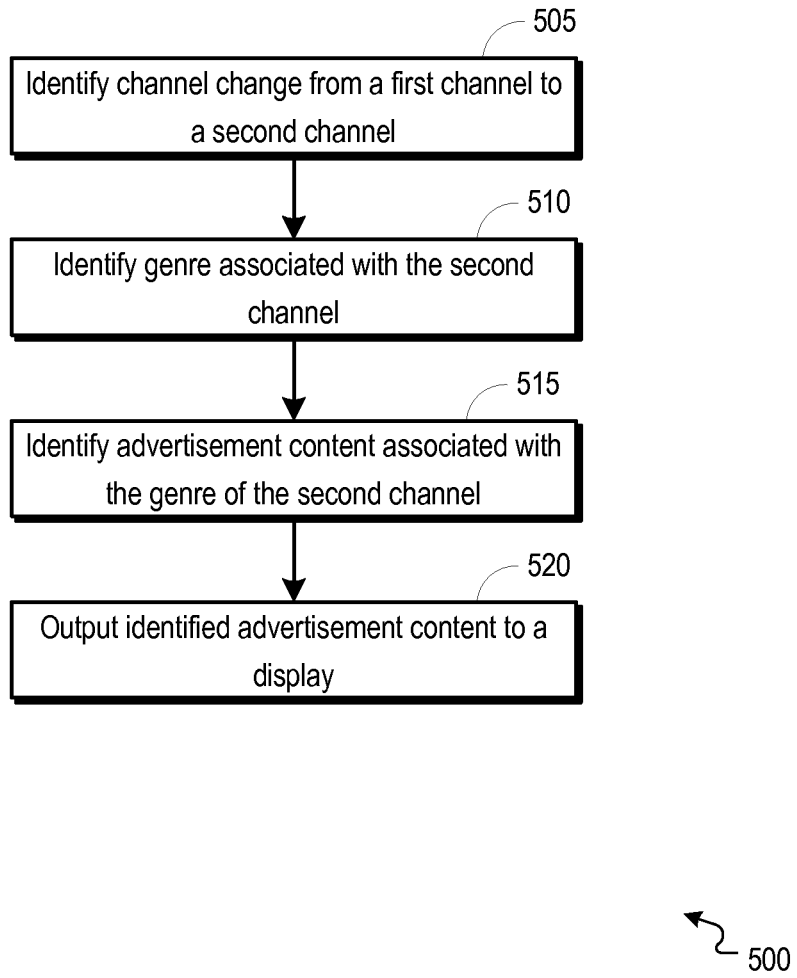 505
Identify channel change from a first channel to
a second channel
510
Identify genre associated with the second
channel
515
Identify advertisement content associated with
the genre of the second channel
520
Output identified advertisement content to a
display
500